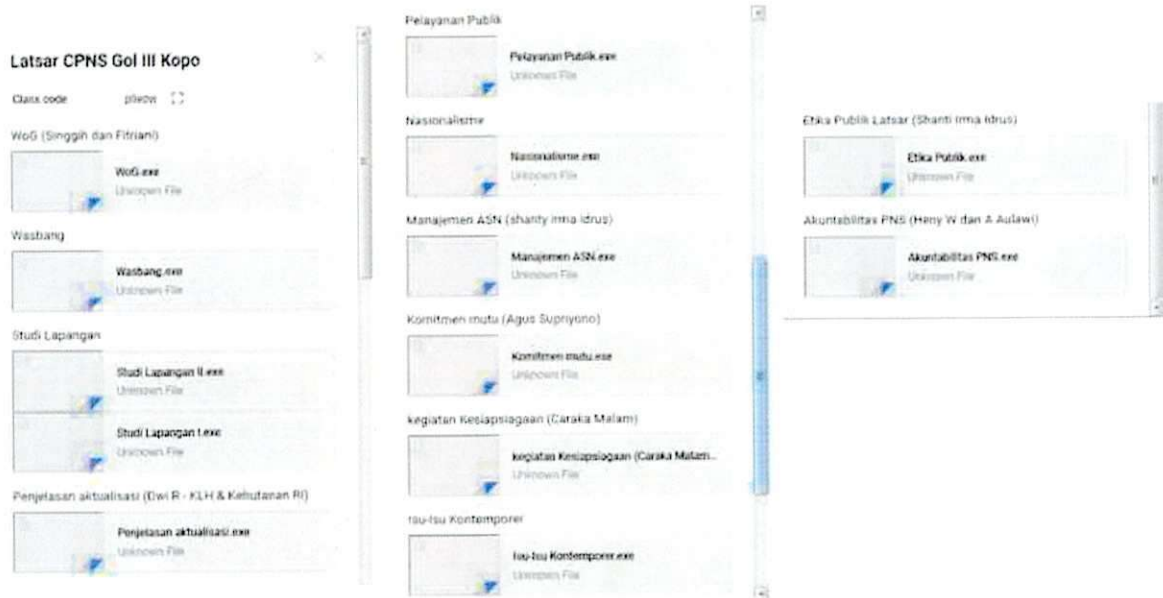 Latsar CPNS Gol III Kopo
Class code
WoG (Singgih dan Fitriani)
WoG.exe
Unknown File
Wasbang
Wasbang.exe
Unknown File
Studi Lapangan
Studi Lapangan II.exe
Unknown File
Studi Lapangan I.exe
Unknown File
Penjelasan aktualisasi (Dwi R - KLH & Kehutanan RI)
Penjelasan aktualisasi.exe
Unknown File
Pelayanan Publik
Pelayanan Publik.exe
Unknown File
Nasionalisme
Nasionalisme.exe
Unknown File
Manajemen ASN (shanty irma idrus)
Manajemen ASN.exe
Unknown File
Komitmen mutu (Agus Supriyono)
Komitmen mutu.exe
Unknown File
kegiatan Kesiapsiagaan (Caraka Malam)
kegiatan Kesiapsiagaan (Caraka Malam...
Unknown File
Isu-Isu Kontemporer
Isu-Isu Kontemporer.exe
Unknown File
Etika Publik Latsar (Shanti Irma Idrus)
Etika Publik.exe
Unknown File
Akuntabilitas PNS (Heny W dan A Aulawi)
Akuntabilitas PNS.exe
Unknown File